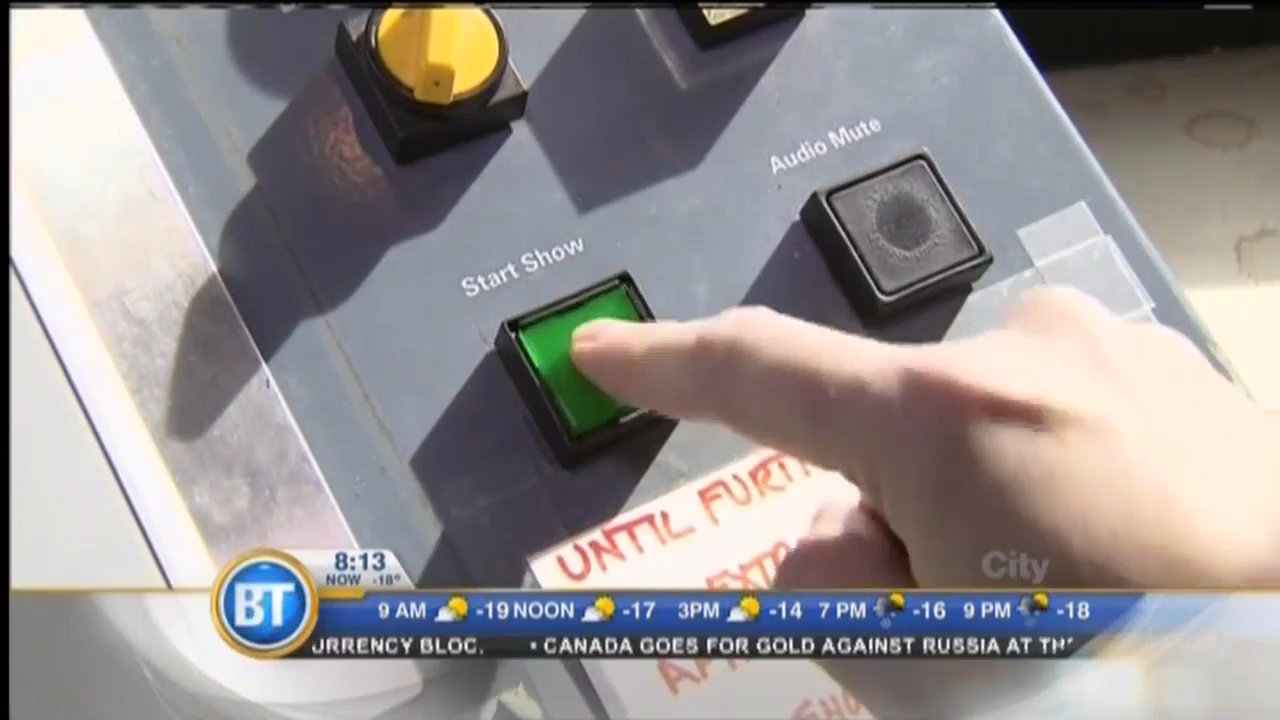 Audio Mute
Start Show
UNTIL
City
8:13
NOW -18°
BT
9 AM -19 NOON -17 3PM -14 7 PM -16 9 PM -18
URRENCY BLOC. • CANADA GOES FOR GOLD AGAINST RUSSIA AT TH